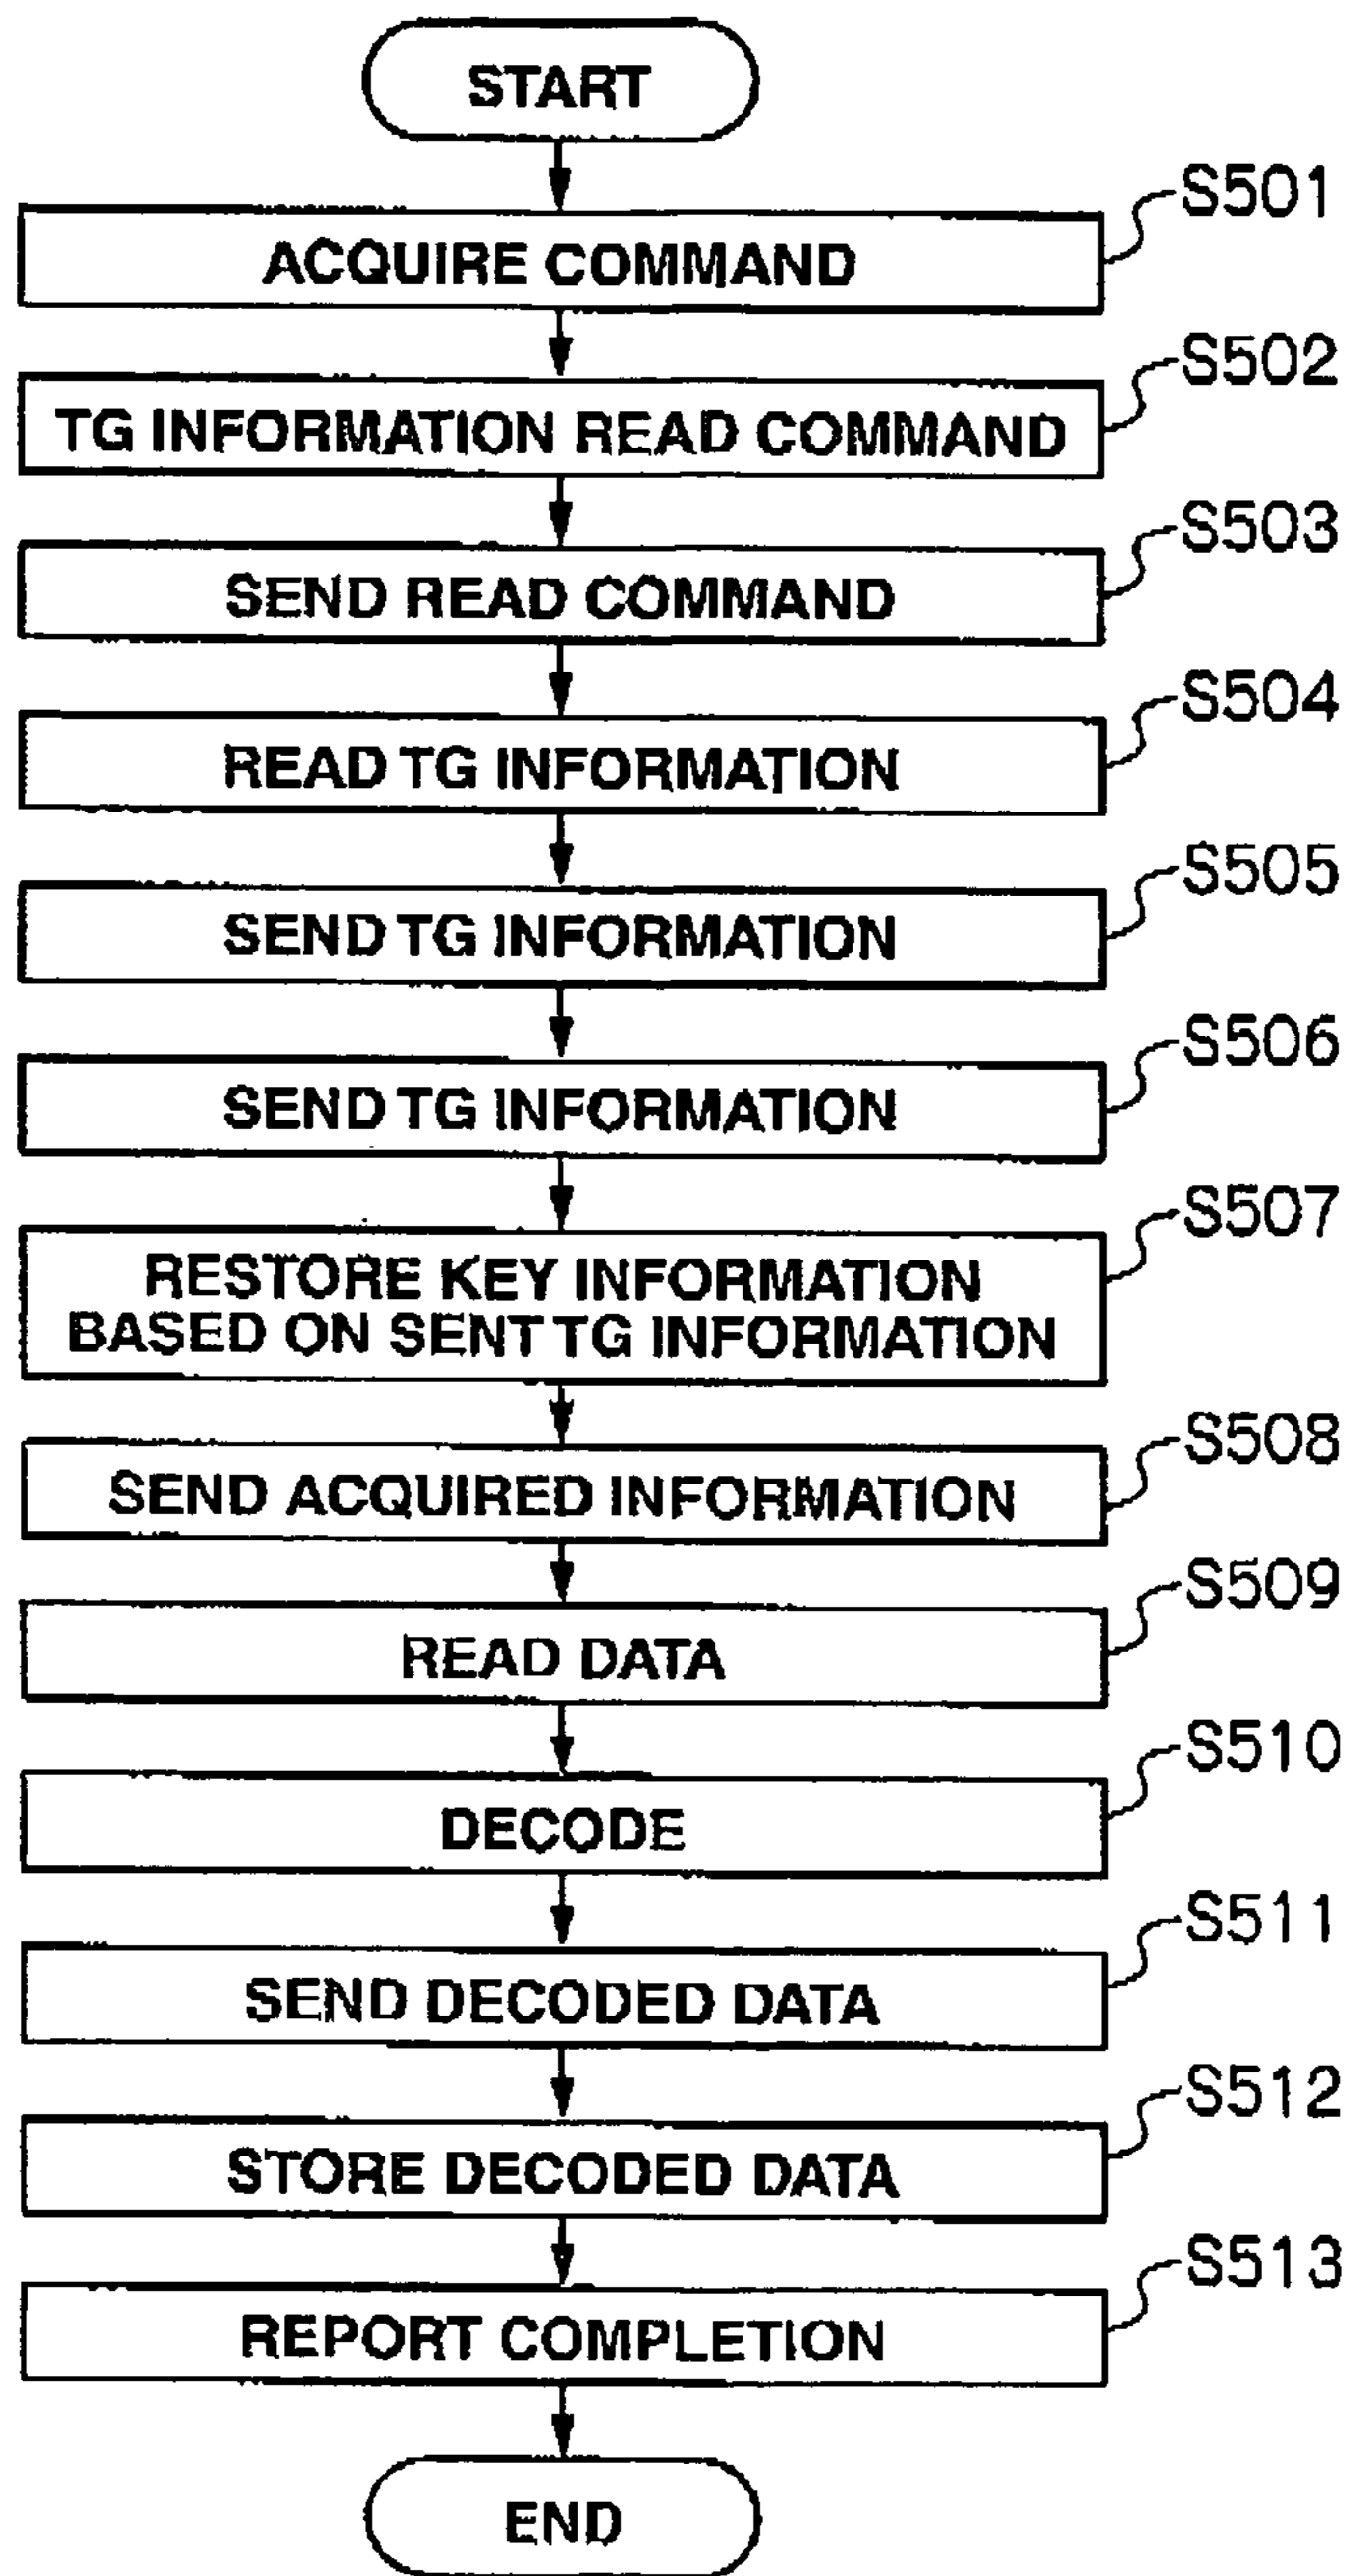 START
S501
ACQUIRE COMMAND
S502
TG INFORMATION READ COMMAND
S503
SEND READ COMMAND
S504
READ TG INFORMATION
S505
SEND TG INFORMATION
S506
SEND TG INFORMATION
S507
RESTORE KEY INFORMATION
BASED ON SENT TG INFORMATION
S508
SEND ACQUIRED INFORMATION
S509
READ DATA
S510
DECODE
S511
SEND DECODED DATA
S512
STORE DECODED DATA
S513
REPORT COMPLETION
END